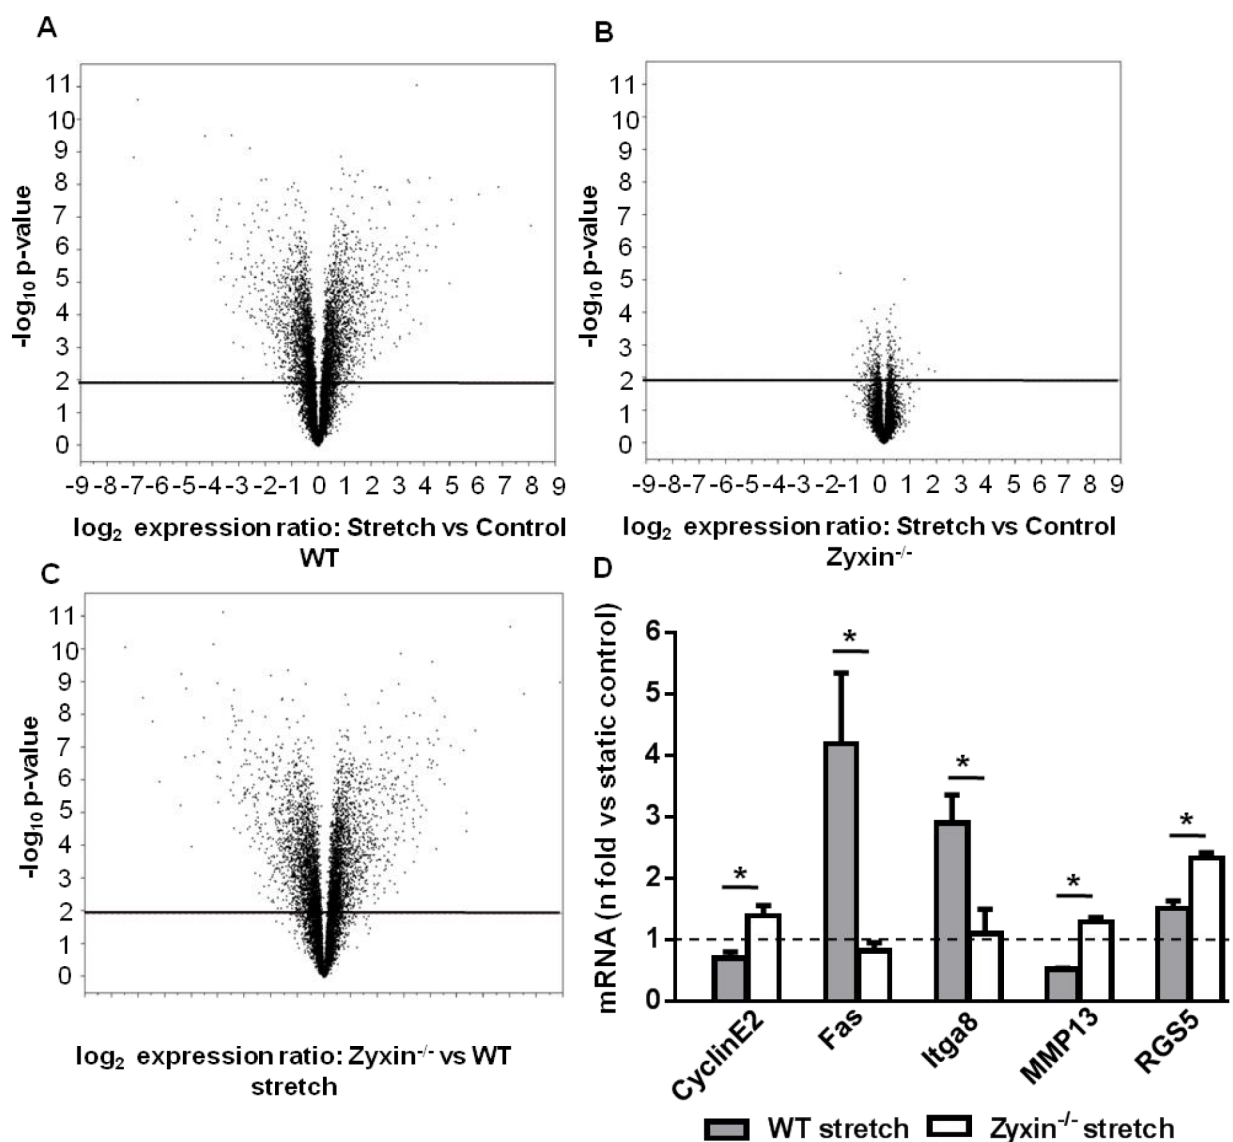 A
11
10
9
8
7
6
5
4
3
2
1
0
-log10 p-value
-9 -8 -7 -6 -5 -4 -3 -2 -1 0 1 2 3 4 5 6 7 8 9
log2 expression ratio: Stretch vs Control
WT
B
11
10
9
8
7
6
5
4
3
2
1
0
-log10 p-value
-9 -8 -7 -6 -5 -4 -3 -2 -1 0 1 2 3 4 5 6 7 8 9
log2 expression ratio: Stretch vs Control
Zyxin-/-
C
11
10
9
8
7
6
5
4
3
2
1
0
-log10 p-value
log2 expression ratio: Zyxin-/- vs WT
stretch
D
6
5
4
3
2
1
0
mRNA (n fold vs static control)
* * * * *
CyclinE2
Fas
Itga8
MMP13
RGS5
WT stretch Zyxin-/- stretch